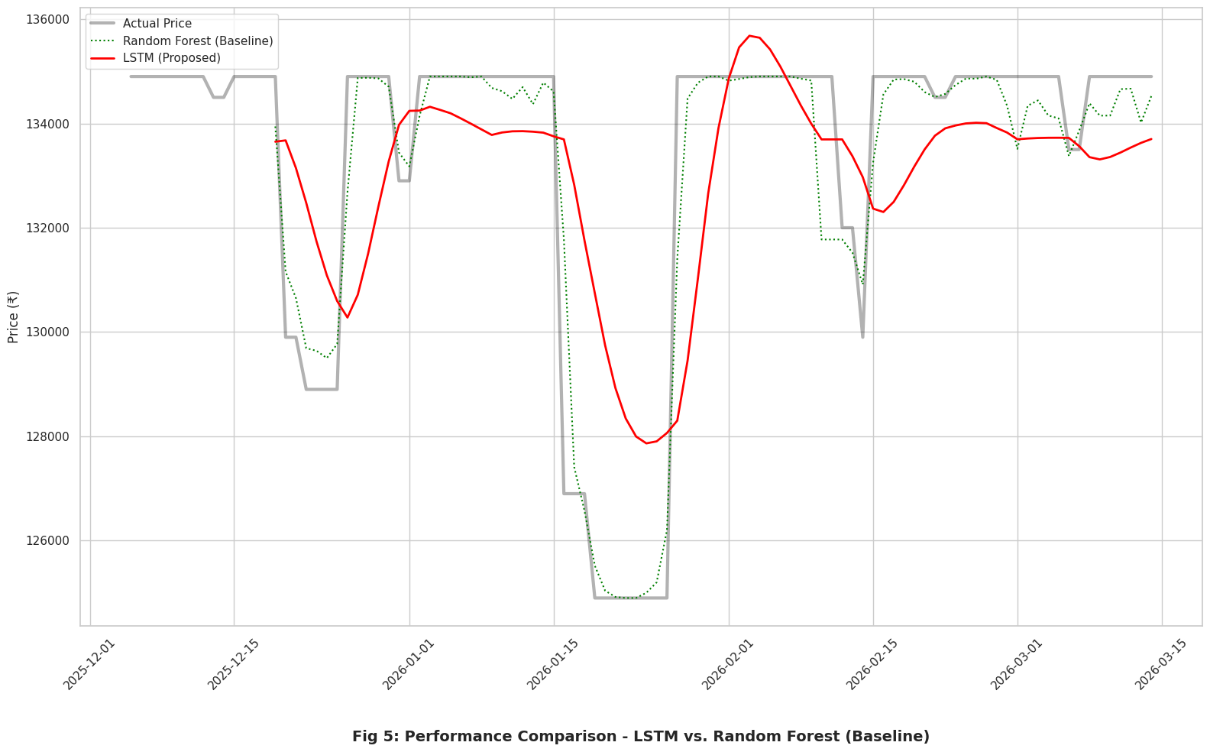 136000
134000
132000
130000
128000
126000
Price (₹)
Actual Price
Random Forest (Baseline)
LSTM (Proposed)
2025-12-01
2025-12-15
2026-01-01
2026-01-15
2026-02-01
2026-02-15
2026-03-01
2026-03-15
Fig 5: Performance Comparison - LSTM vs. Random Forest (Baseline)